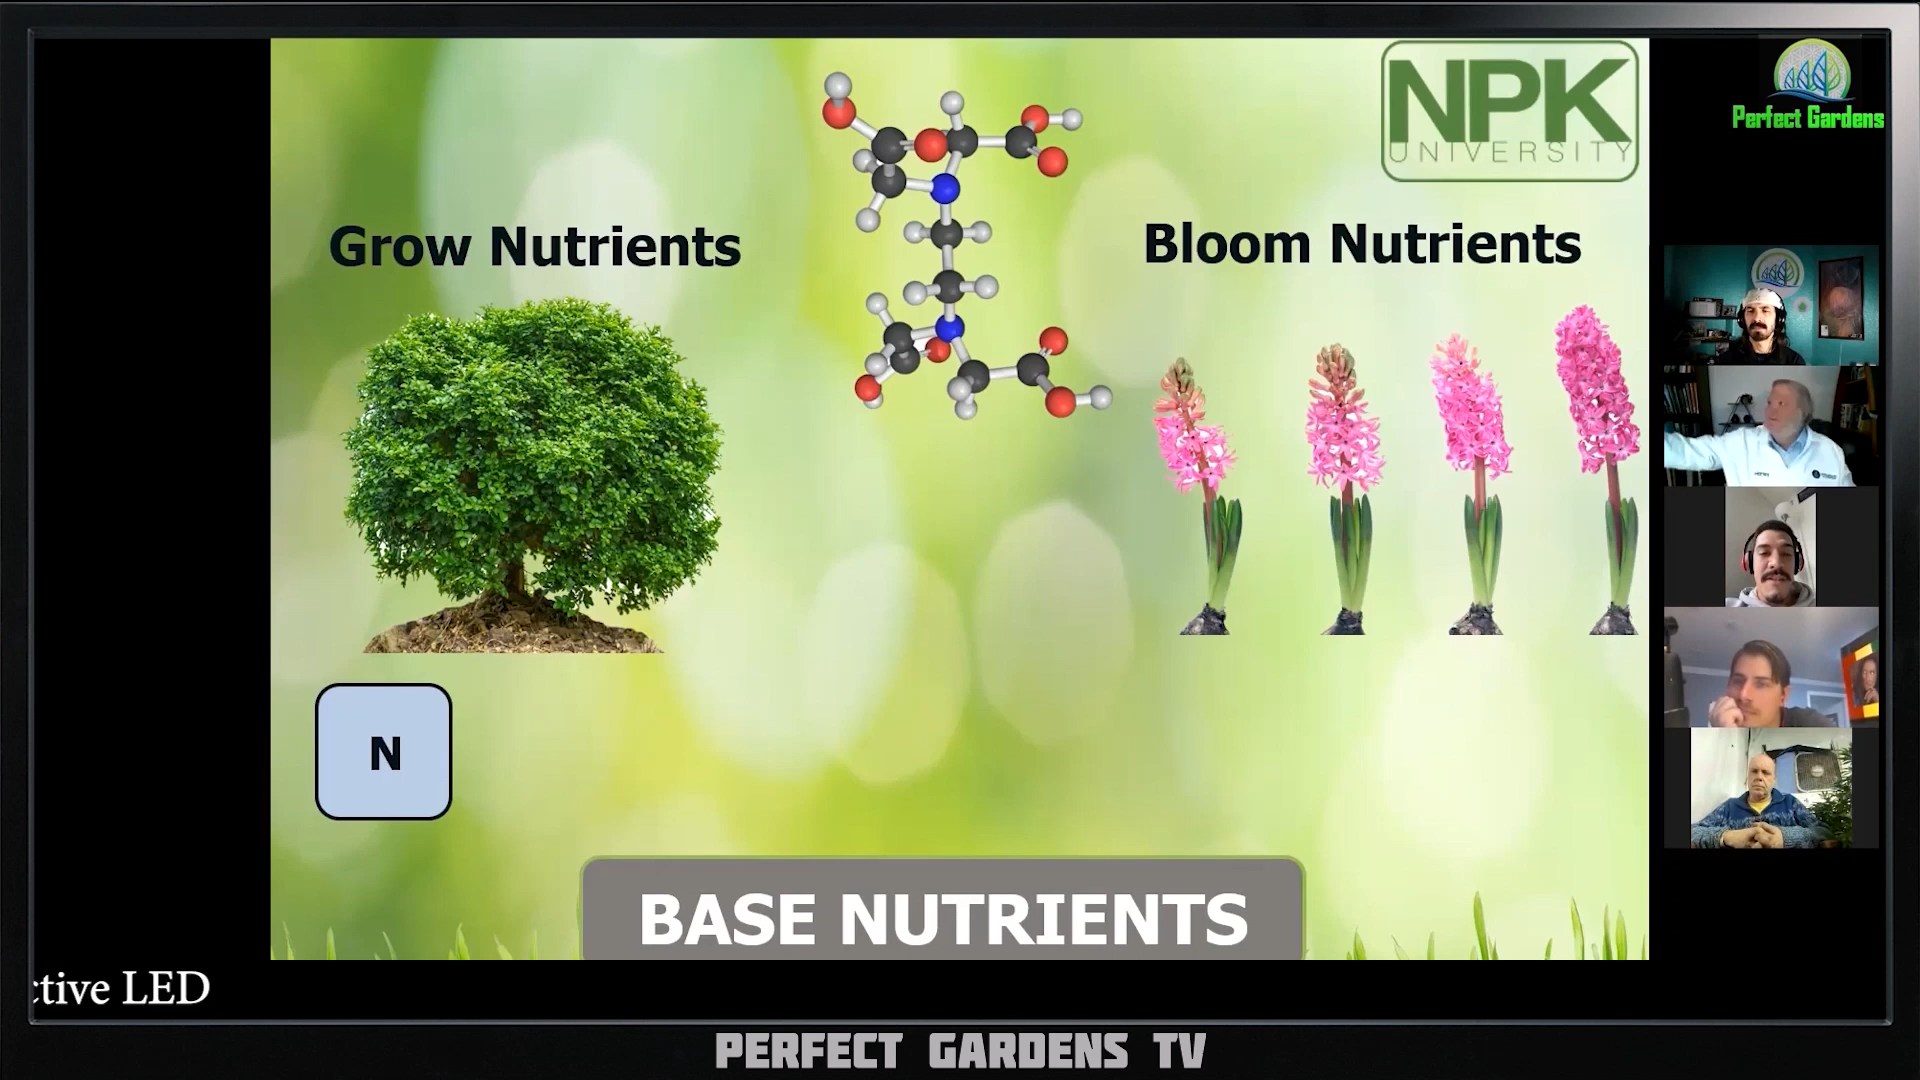 NPK
UNIVERSITY
Perfect Gardens
Grow Nutrients
Bloom Nutrients
N
BASE NUTRIENTS
ctive LED
PERFECT GARDENS TV